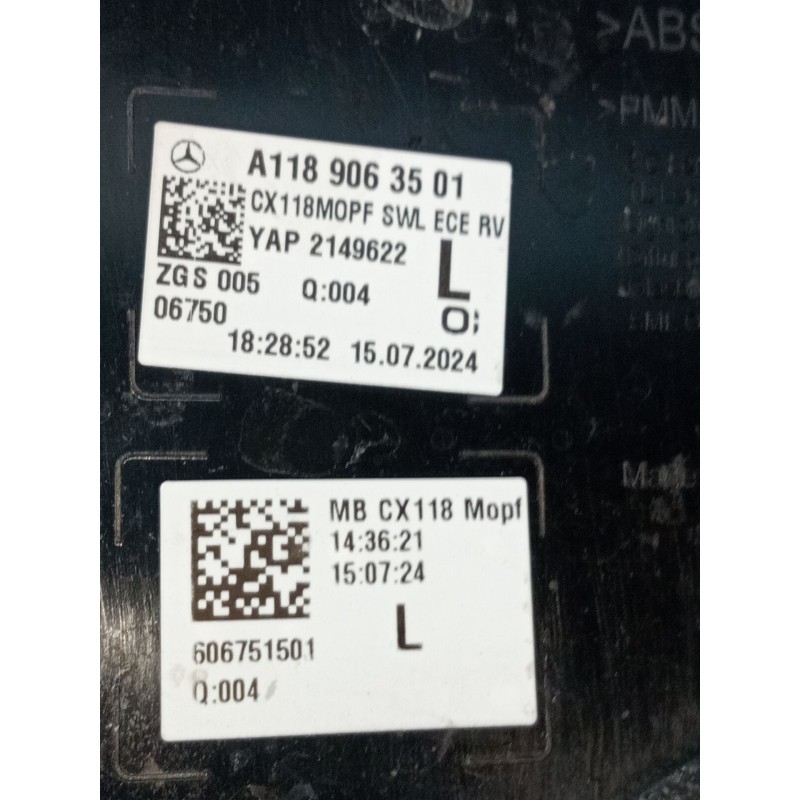 >ABS
>PMM
A118 906 35 01
CX118MOPF SWL ECE RV
YAP 2149622
L
ZGS 005 Q:004
06750
18:28:52 15.07.2024
MB CX118 Mopf
14:36:21
15:07:24
L
606751501
Q:004